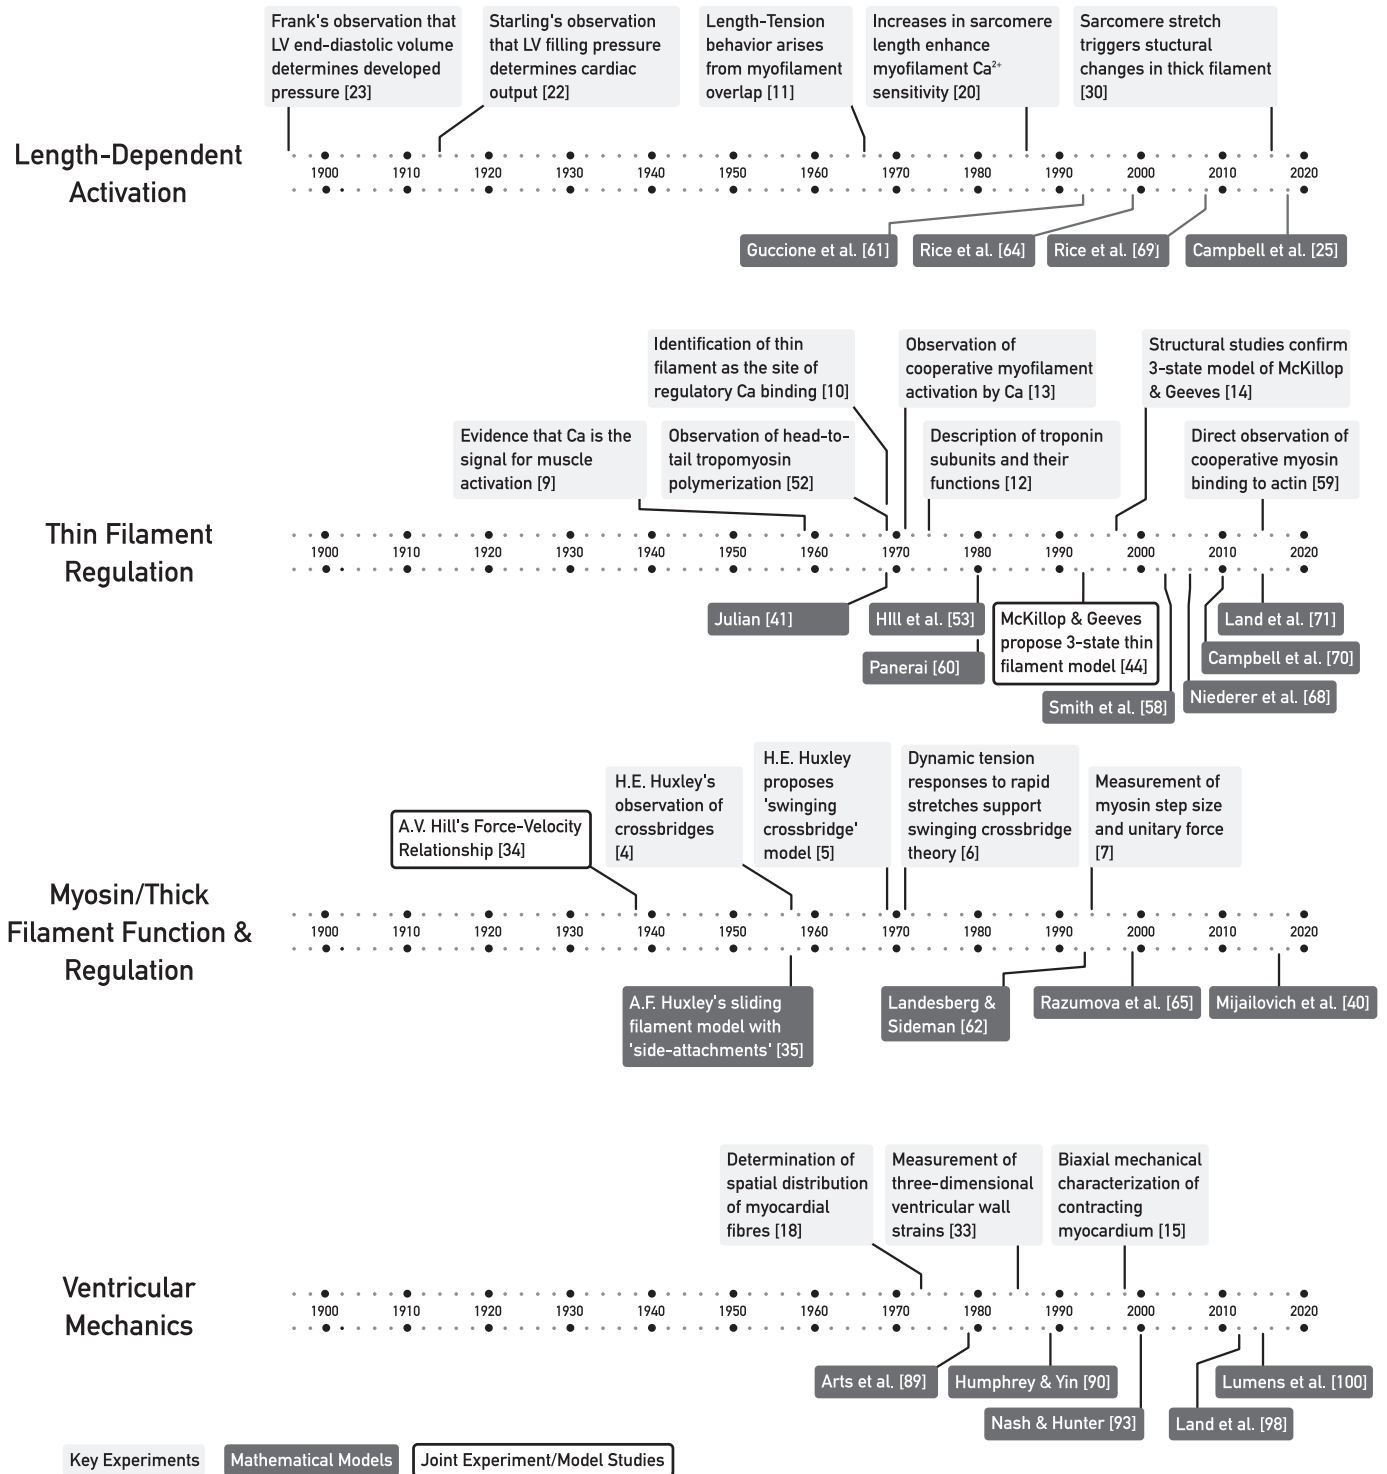 Frank's observation that
LV end-diastolic volume
determines developed
pressure [23]
Starling's observation
that LV filling pressure
determines cardiac
output [22]
Length-Tension
behavior arises
from myofilament
overlap [11]
Increases in sarcomere
length enhance
myofilament Ca2+
sensitivity [20]
Sarcomere stretch
triggers stuctural
changes in thick filament
[30]
Length-Dependent
Activation
1900 1910 1920 1930 1940 1950 1960 1970 1980 1990 2000 2010 2020
Guccione et al. [61]
Rice et al. [64]
Rice et al. [69]
Campbell et al. [25]
Identification of thin
filament as the site of
regulatory Ca binding [10]
Observation of
cooperative myofilament
activation by Ca [13]
Structural studies confirm
3-state model of McKillop
& Geeves [14]
Evidence that Ca is the
signal for muscle
activation [9]
Observation of head-to-
tail tropomyosin
polymerization [52]
Description of troponin
subunits and their
functions [12]
Direct observation of
cooperative myosin
binding to actin [59]
Thin Filament
Regulation
1900 1910 1920 1930 1940 1950 1960 1970 1980 1990 2000 2010 2020
Julian [41]
HIll et al. [53]
Panerai [60]
McKillop & Geeves
propose 3-state thin
filament model [44]
Smith et al. [58]
Land et al. [71]
Campbell et al. [70]
Niederer et al. [68]
A.V. Hill's Force-Velocity
Relationship [34]
H.E. Huxley's
observation of
crossbridges
[4]
H.E. Huxley
proposes
'swinging
crossbridge'
model [5]
Dynamic tension
responses to rapid
stretches support
swinging crossbridge
theory [6]
Measurement of
myosin step size
and unitary force
[7]
Myosin/Thick
Filament Function &
Regulation
1900 1910 1920 1930 1940 1950 1960 1970 1980 1990 2000 2010 2020
A.F. Huxley's sliding
filament model with
'side-attachments' [35]
Landesberg &
Sideman [62]
Razumova et al. [65]
Mijailovich et al. [40]
Determination of
spatial distribution
of myocardial
fibres [18]
Measurement of
three-dimensional
ventricular wall
strains [33]
Biaxial mechanical
characterization of
contracting
myocardium [15]
Ventricular
Mechanics
1900 1910 1920 1930 1940 1950 1960 1970 1980 1990 2000 2010 2020
Arts et al. [89]
Humphrey & Yin [90]
Lumens et al. [100]
Nash & Hunter [93]
Land et al. [98]
Key Experiments
Mathematical Models
Joint Experiment/Model Studies